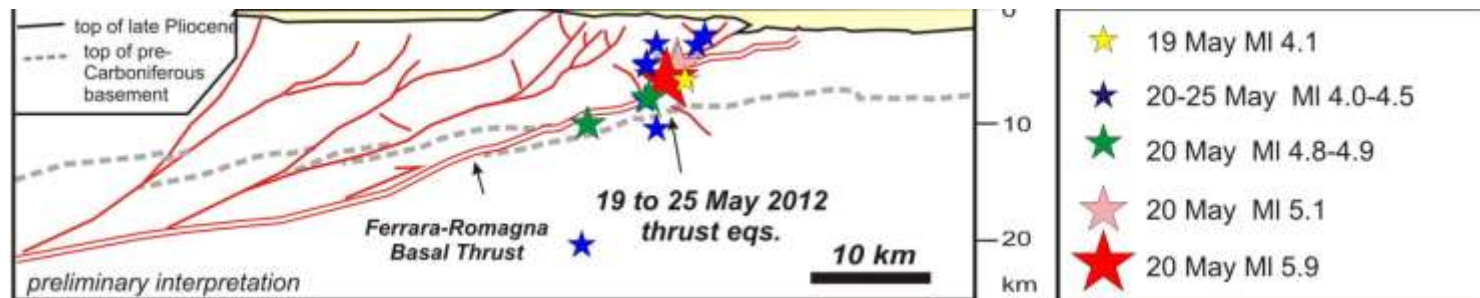 top of late Pliocene
top of pre-
Carboniferous
basement
0
10
20
km
19 to 25 May 2012
thrust eqs.
Ferrara-Romagna
Basal Thrust
10 km
preliminary interpretation
19 May Ml 4.1
20-25 May Ml 4.0-4.5
20 May Ml 4.8-4.9
20 May Ml 5.1
20 May Ml 5.9